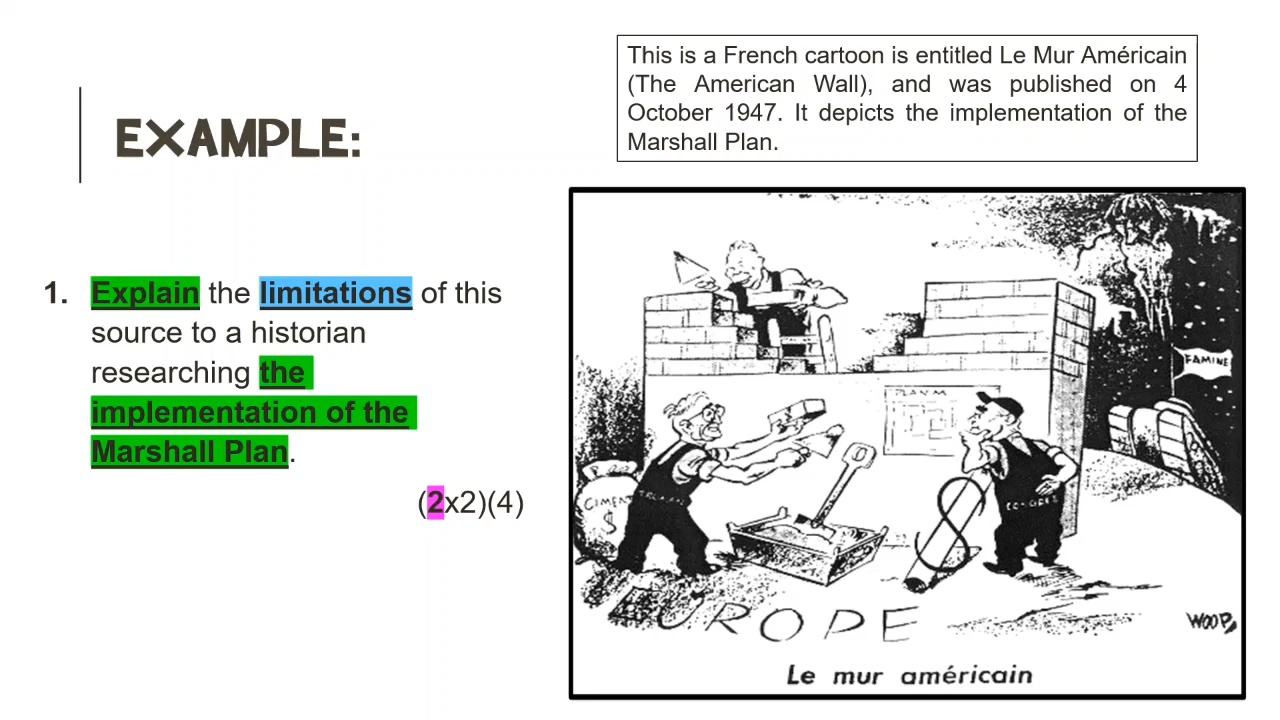 EXAMPLE:
This is a French cartoon is entitled Le Mur Américain
(The American Wall), and was published on 4
October 1947. It depicts the implementation of the
Marshall Plan.
1. Explain the limitations of this
source to a historian
researching the
implementation of the
Marshall Plan.
(2x2)(4)
PLAN M
FAMINE
CIMENT
$
TRUMAN
EUROPE
WOOP
Le mur américain